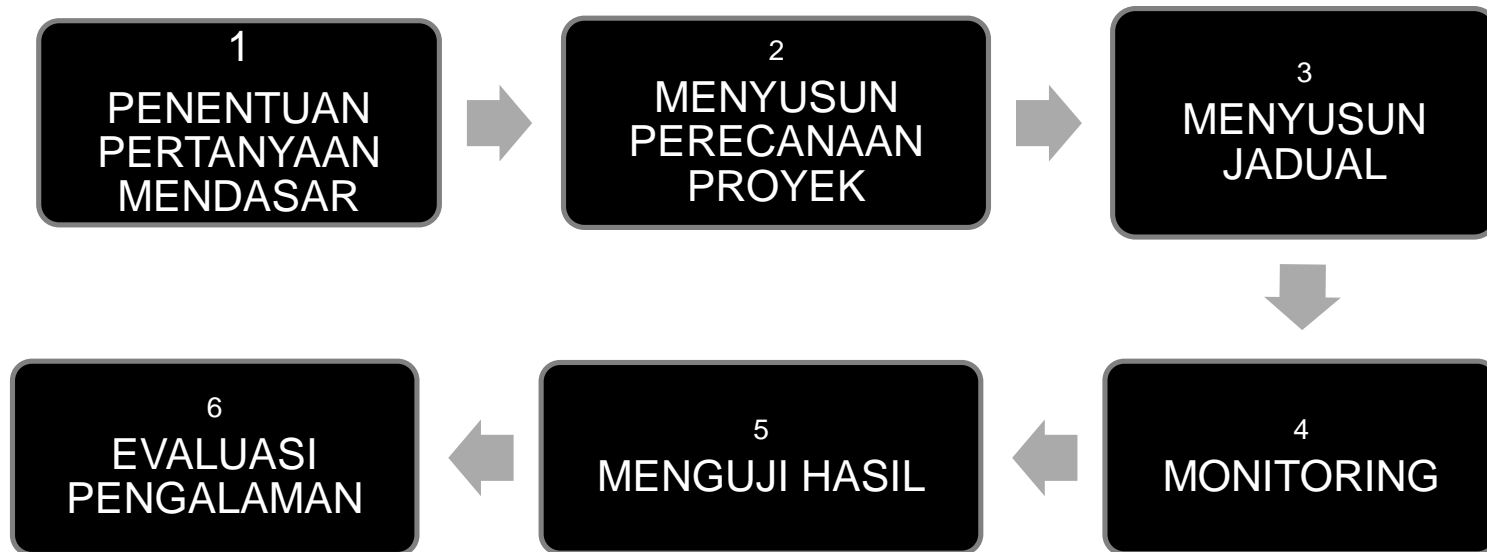 1
PENENTUAN
PERTANYAAN
MENDASAR
2
MENYUSUN
PERECANAAN
PROYEK
3
MENYUSUN
JADUAL
4
MONITORING
5
MENGUJI HASIL
6
EVALUASI
PENGALAMAN